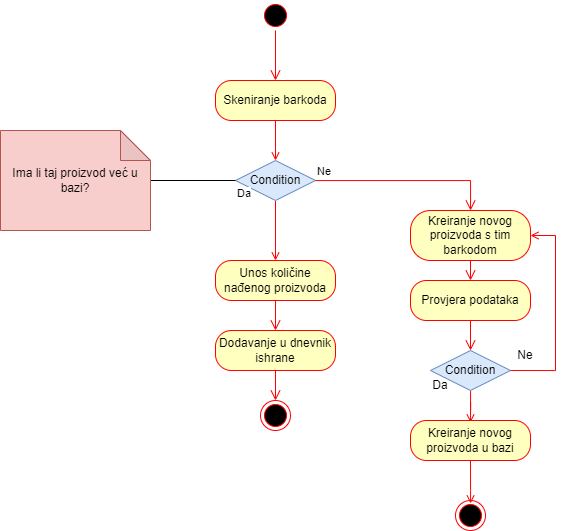 Skeniranje barkoda
Ima li taj proizvod već u
bazi?
Condition
Ne
Da
Kreiranje novog
proizvoda s tim
barkodom
Unos količine
nađenog proizvoda
Provjera podataka
Dodavanje u dnevnik
ishrane
Condition
Ne
Da
Kreiranje novog
proizvoda u bazi